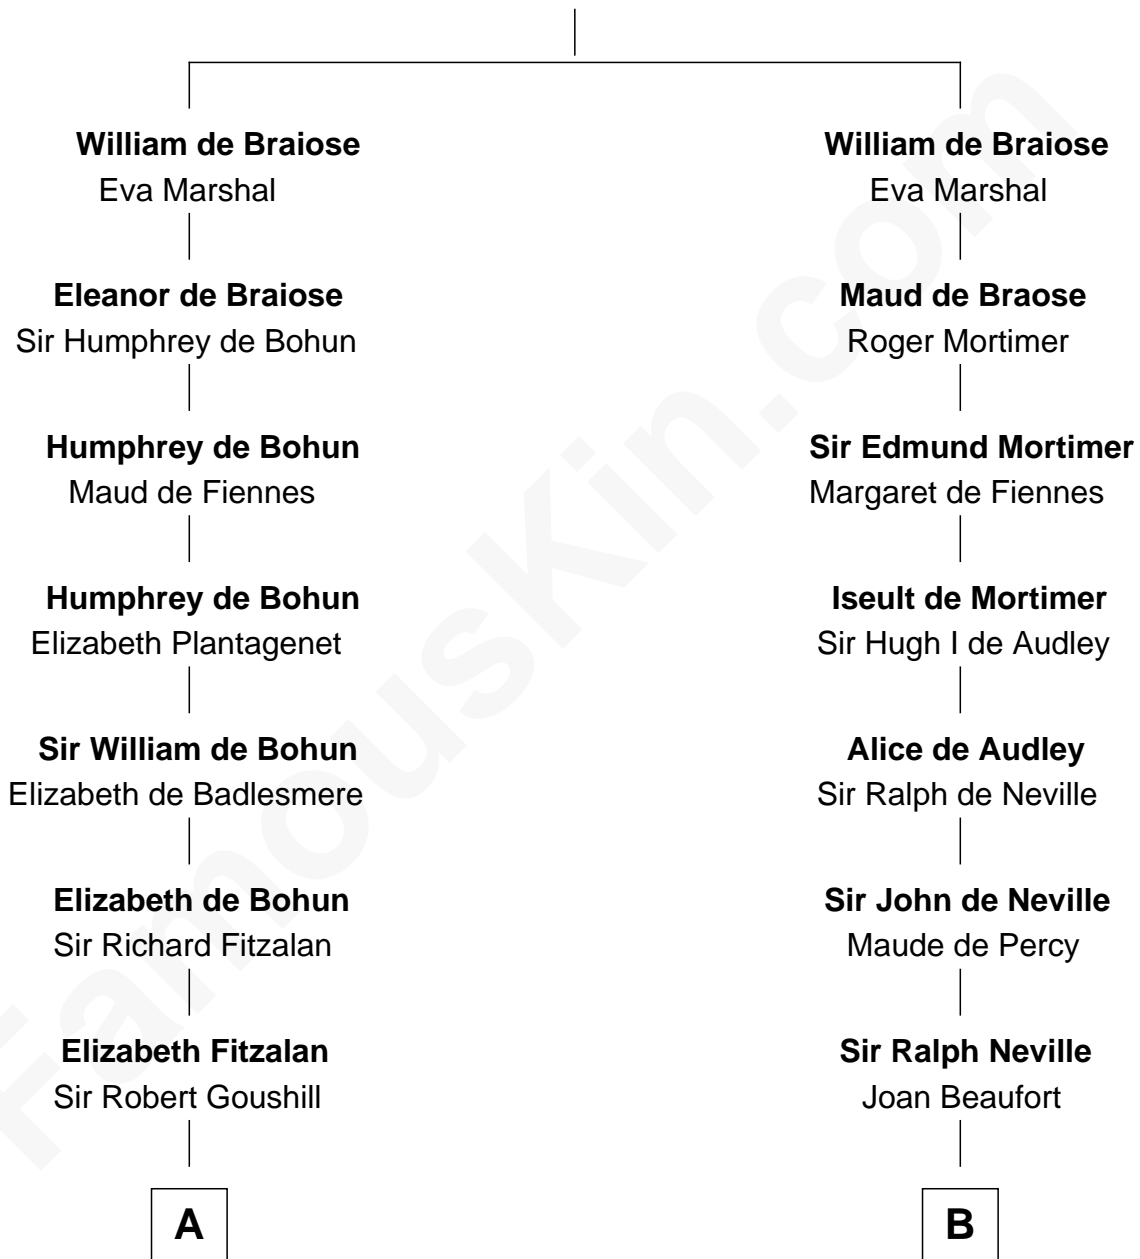 William de Braiose
Eva Marshal
Eleanor de Braiose
Sir Humphrey de Bohun
Humphrey de Bohun
Maud de Fiennes
Humphrey de Bohun
Elizabeth Plantagenet
Sir William de Bohun
Elizabeth de Badlesmere
Elizabeth de Bohun
Sir Richard Fitzalan
Elizabeth Fitzalan
Sir Robert Goushill
A
William de Braiose
Eva Marshal
Maud de Braose
Roger Mortimer
Sir Edmund Mortimer
Margaret de Fiennes
Iseult de Mortimer
Sir Hugh I de Audley
Alice de Audley
Sir Ralph de Neville
Sir John de Neville
Maude de Percy
Sir Ralph Neville
Joan Beaufort
B
FamousKin.com